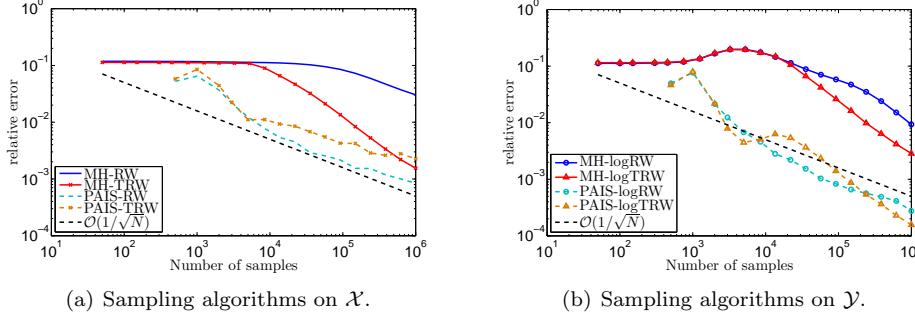 10^0
10^-1
10^-2
10^-3
10^-4
relative error
MH-RW
MH-TRW
PAIS-RW
PAIS-TRW
O(1/√N)
10^1 10^2 10^3 10^4 10^5 10^6
Number of samples
(a) Sampling algorithms on X.
10^0
10^-1
10^-2
10^-3
10^-4
relative error
MH-logRW
MH-logTRW
PAIS-logRW
PAIS-logTRW
O(1/√N)
10^1 10^2 10^3 10^4 10^5 10^6
Number of samples
(b) Sampling algorithms on Y.